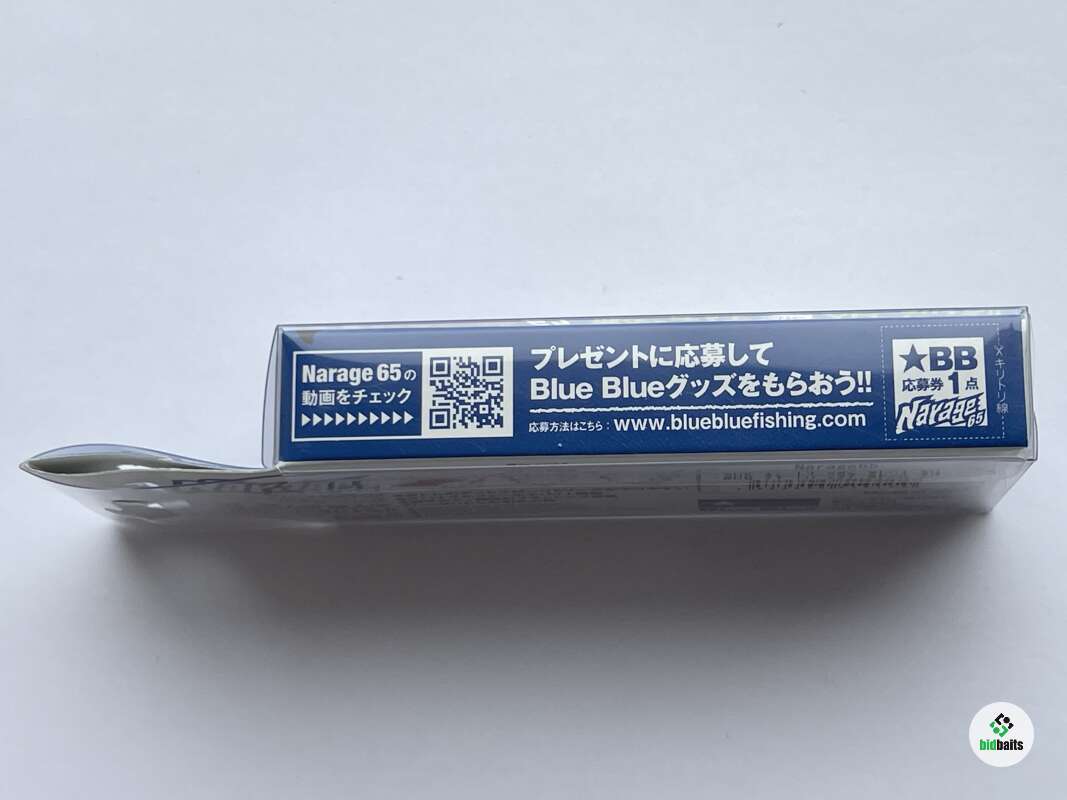 Narage 65の
動画をチェック
プレゼントに応募して
Blue Blueグッズをもらおう!!
応募方法はこちら：www.bluebluefishing.com
★BB
応募券1点
Narage 65
キリトリ線
bidbaits